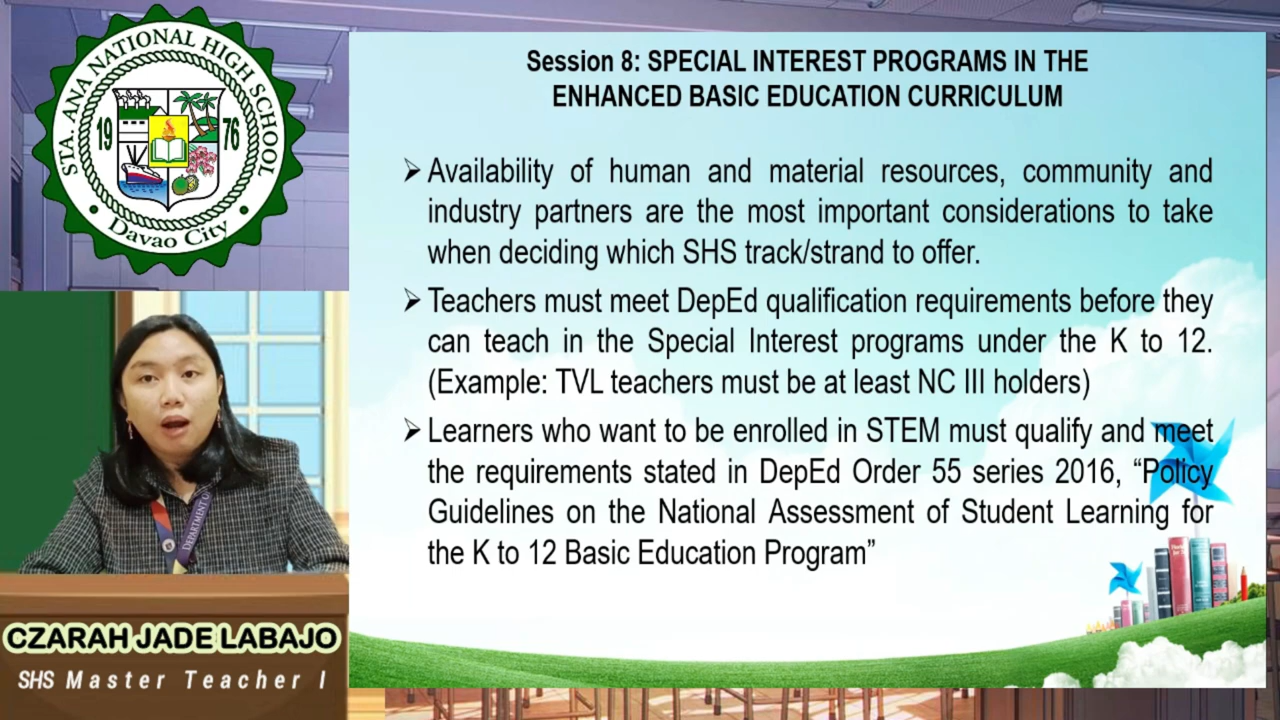 STA. ANA NATIONAL HIGH SCHOOL
19 76
Davao City
Session 8: SPECIAL INTEREST PROGRAMS IN THE
ENHANCED BASIC EDUCATION CURRICULUM
➢ Availability of human and material resources, community and
industry partners are the most important considerations to take
when deciding which SHS track/strand to offer.
➢ Teachers must meet DepEd qualification requirements before they
can teach in the Special Interest programs under the K to 12.
(Example: TVL teachers must be at least NC III holders)
➢ Learners who want to be enrolled in STEM must qualify and meet
the requirements stated in DepEd Order 55 series 2016, “Policy
Guidelines on the National Assessment of Student Learning for
the K to 12 Basic Education Program”
DEPARTMENT
CZARAH JADE LABAJO
SHS Master Teacher I